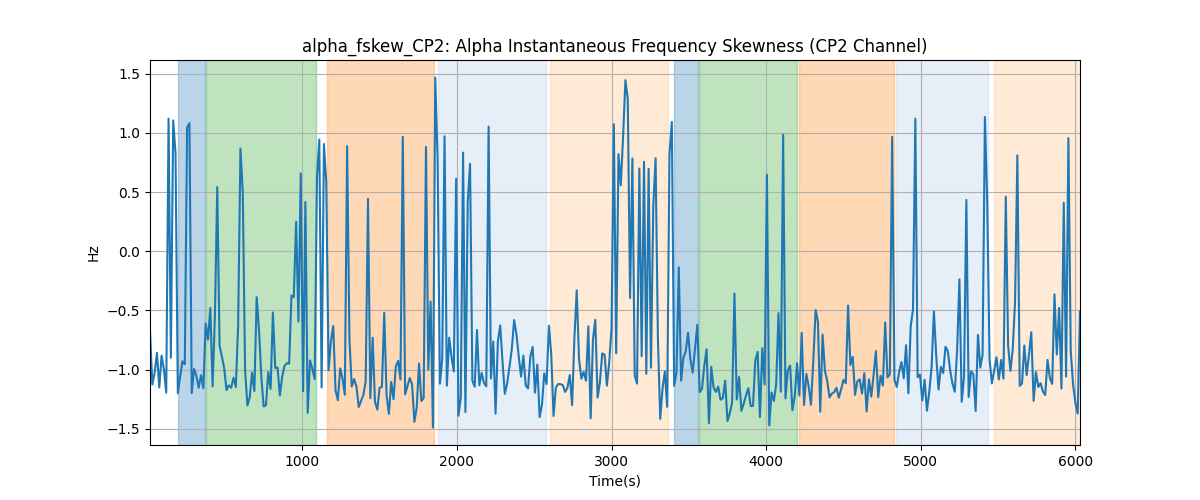 alpha_fskew_CP2: Alpha Instantaneous Frequency Skewness (CP2 Channel)
1.5
1.0
0.5
0.0
−0.5
−1.0
−1.5
Hz
1000 2000 3000 4000 5000 6000
Time(s)